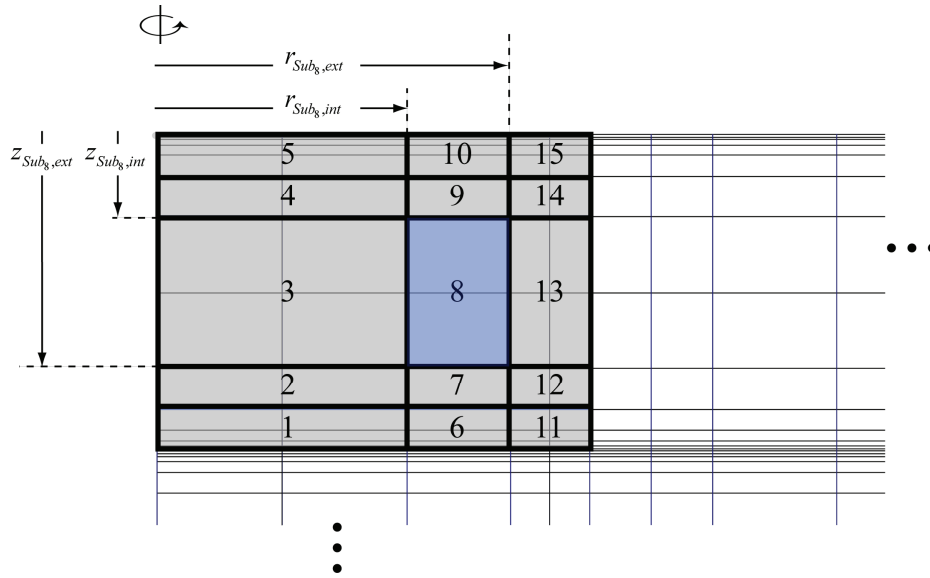 r_{Sub_8,ext}
r_{Sub_8,int}
z_{Sub_8,ext} z_{Sub_8,int}
5 10 15
4 9 14
3 8 13
2 7 12
1 6 11